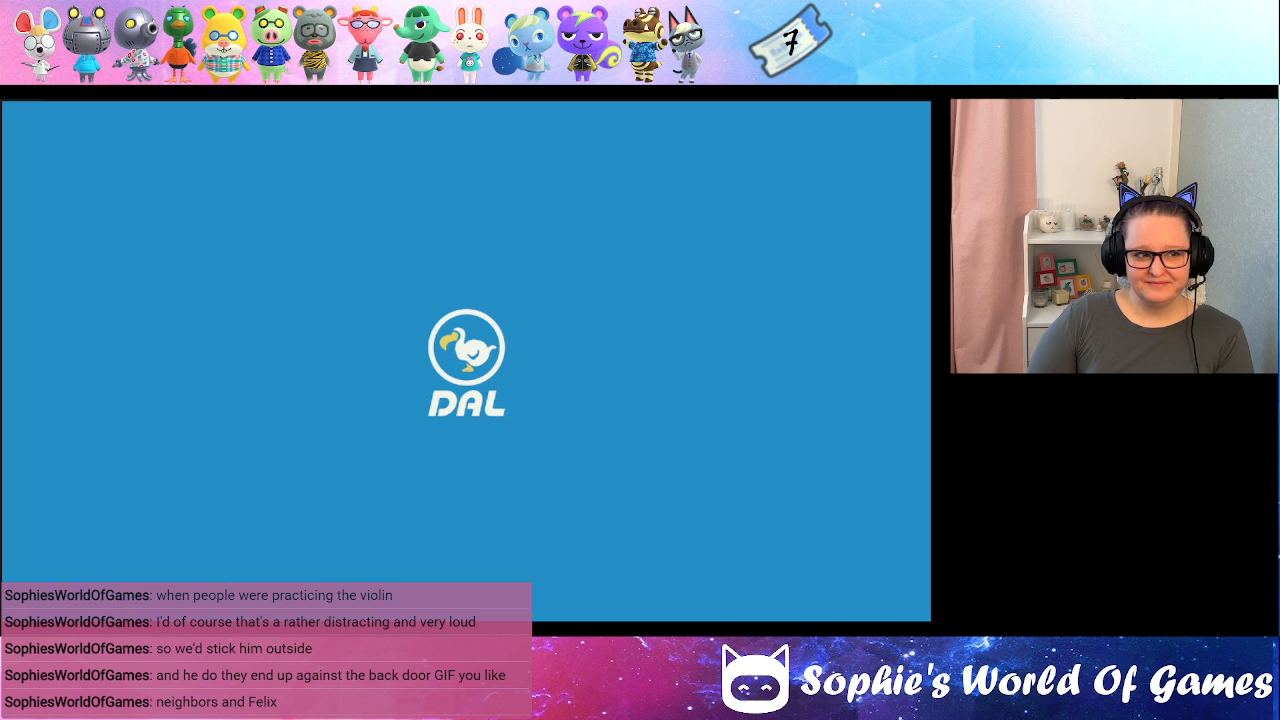 7
DAL
SophiesWorldOfGames: when people were practicing the violin
SophiesWorldOfGames: I'd of course that's a rather distracting and very loud
SophiesWorldOfGames: so we'd stick him outside
SophiesWorldOfGames: and he do they end up against the back door GIF you like
SophiesWorldOfGames: neighbors and Felix
Sophie's World Of Games